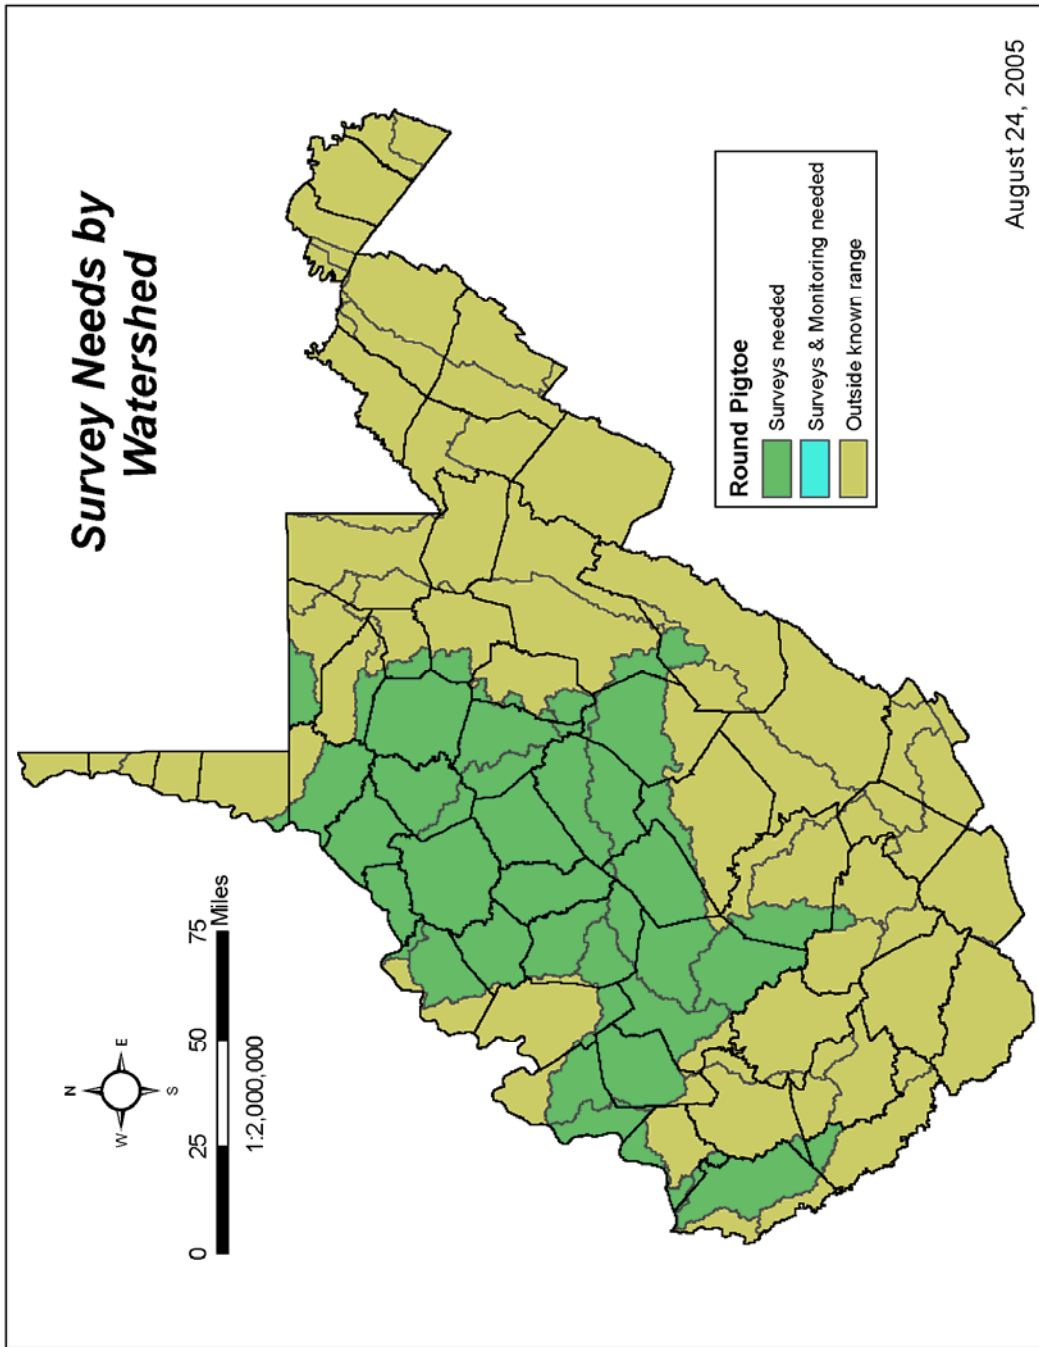 Survey Needs by
Watershed
N
W
E
S
0
25
50
75
Miles
1:2,000,000
Round Pigtoe
Surveys needed
Surveys & Monitoring needed
Outside known range
August 24, 2005